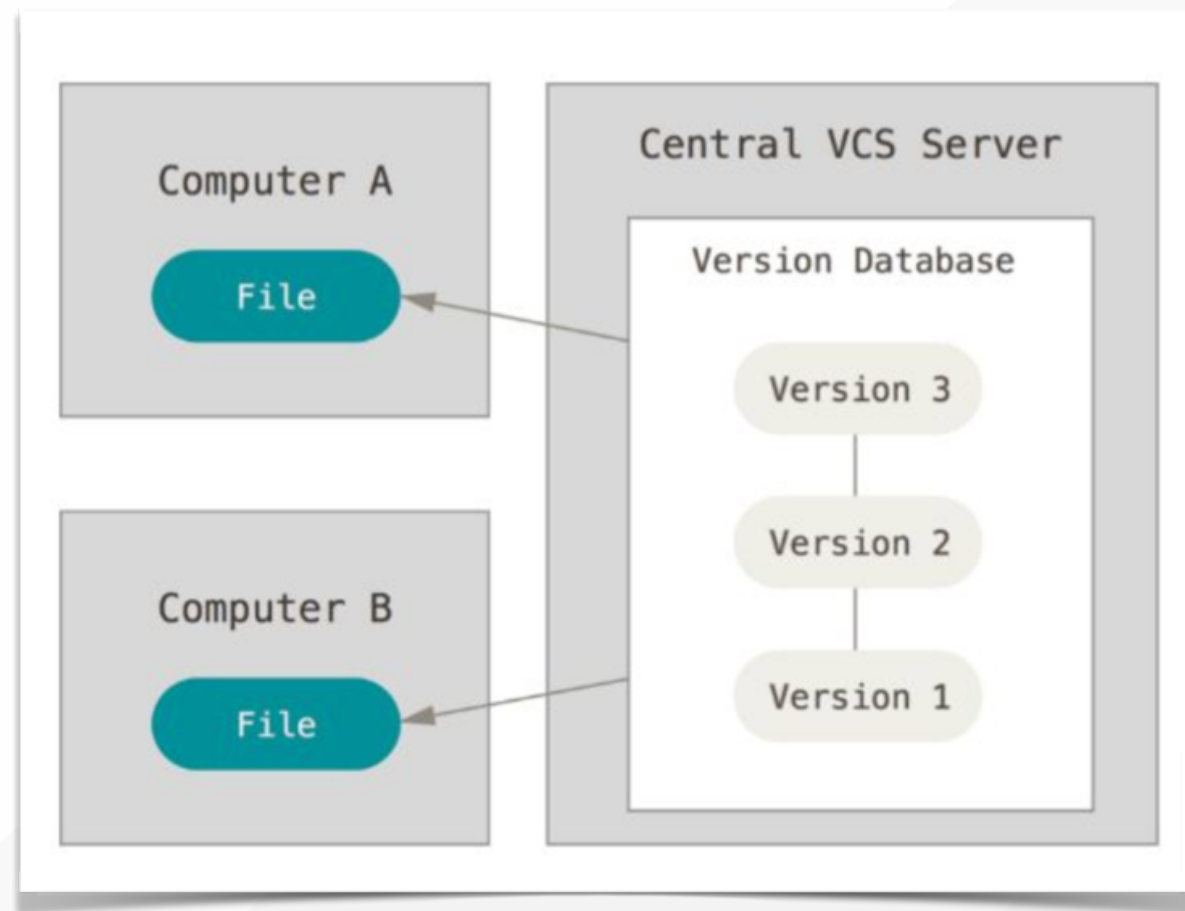 Computer A
File
Computer B
File
Central VCS Server
Version Database
Version 3
Version 2
Version 1